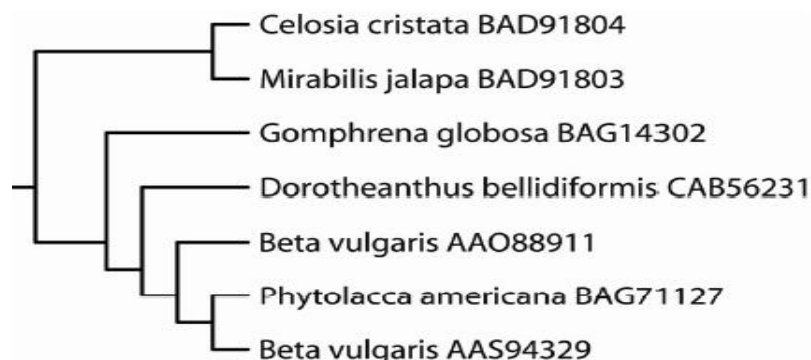 Celosia cristata BAD91804
Mirabilis jalapa BAD91803
Gomphrena globosa BAG14302
Dorotheanthus bellidiformis CAB56231
Beta vulgaris AAO88911
Phytolacca americana BAG71127
Beta vulgaris AAS94329